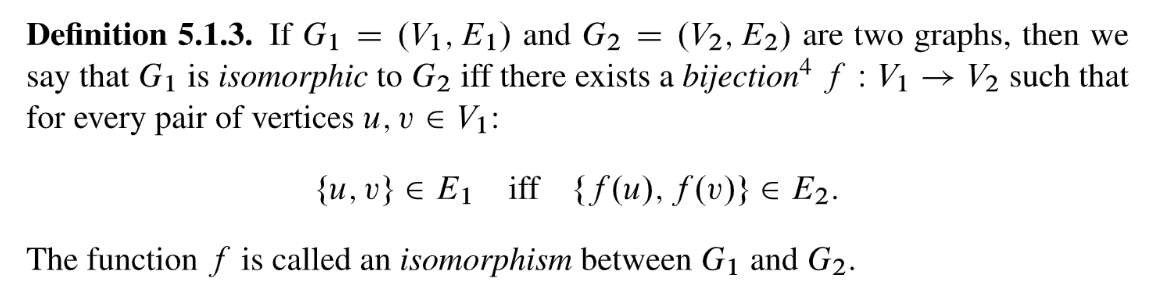 Definition 5.1.3. If G₁ = (V₁, E₁) and G₂ = (V₂, E₂) are two graphs, then we
say that G₁ is isomorphic to G₂ iff there exists a bijection⁴ f : V₁ → V₂ such that
for every pair of vertices u, v ∈ V₁:
{u, v} ∈ E₁ iff {f(u), f(v)} ∈ E₂.
The function f is called an isomorphism between G₁ and G₂.